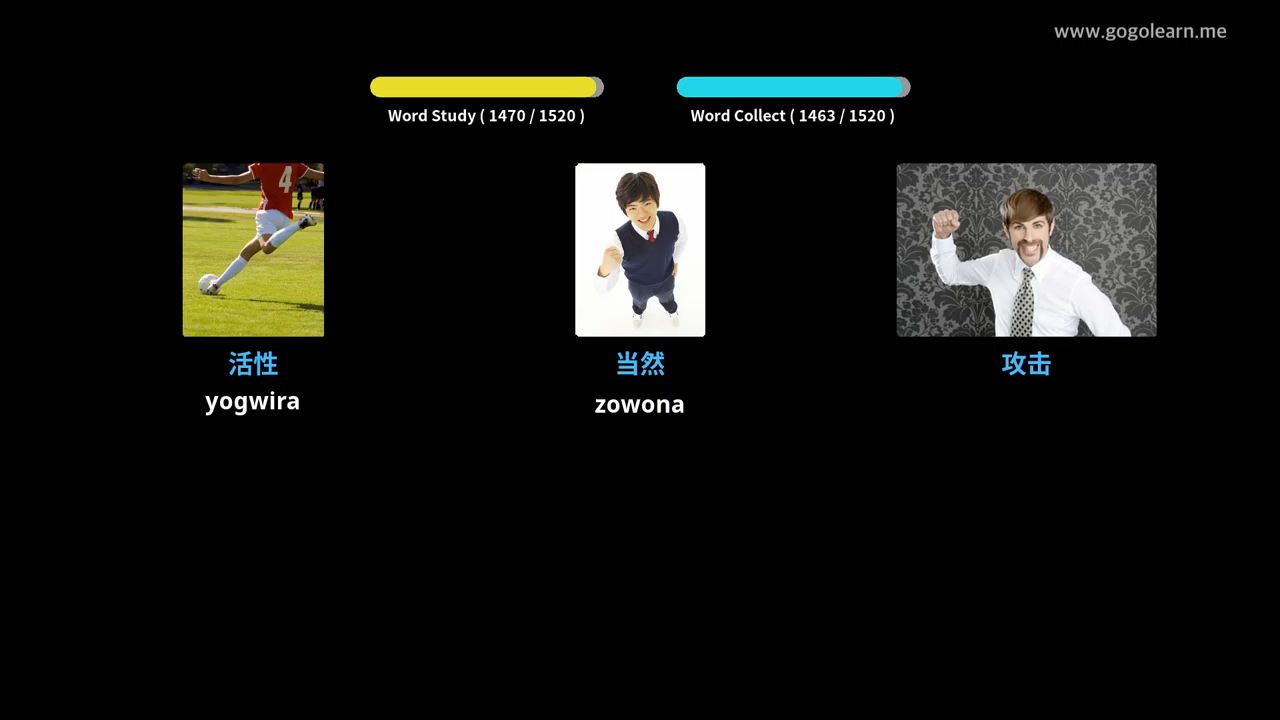 www.gogolearn.me
Word Study ( 1470 / 1520 )
Word Collect ( 1463 / 1520 )
4
活性
当然
攻击
yogwira
zowona